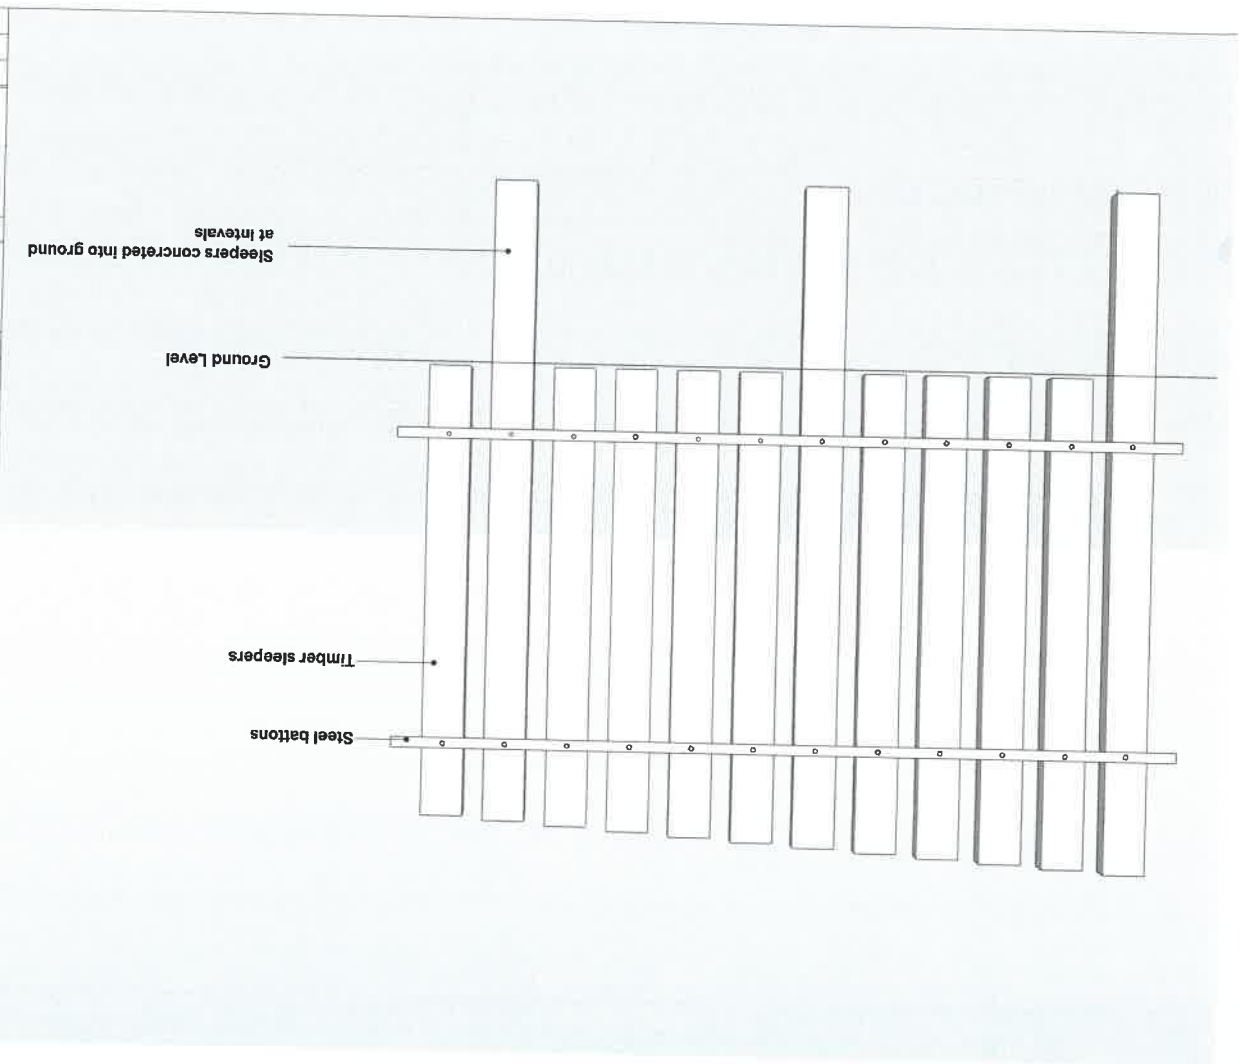 Steel battons
Timber sleepers
Ground Level
Sleepers concreted into ground
at Intevals